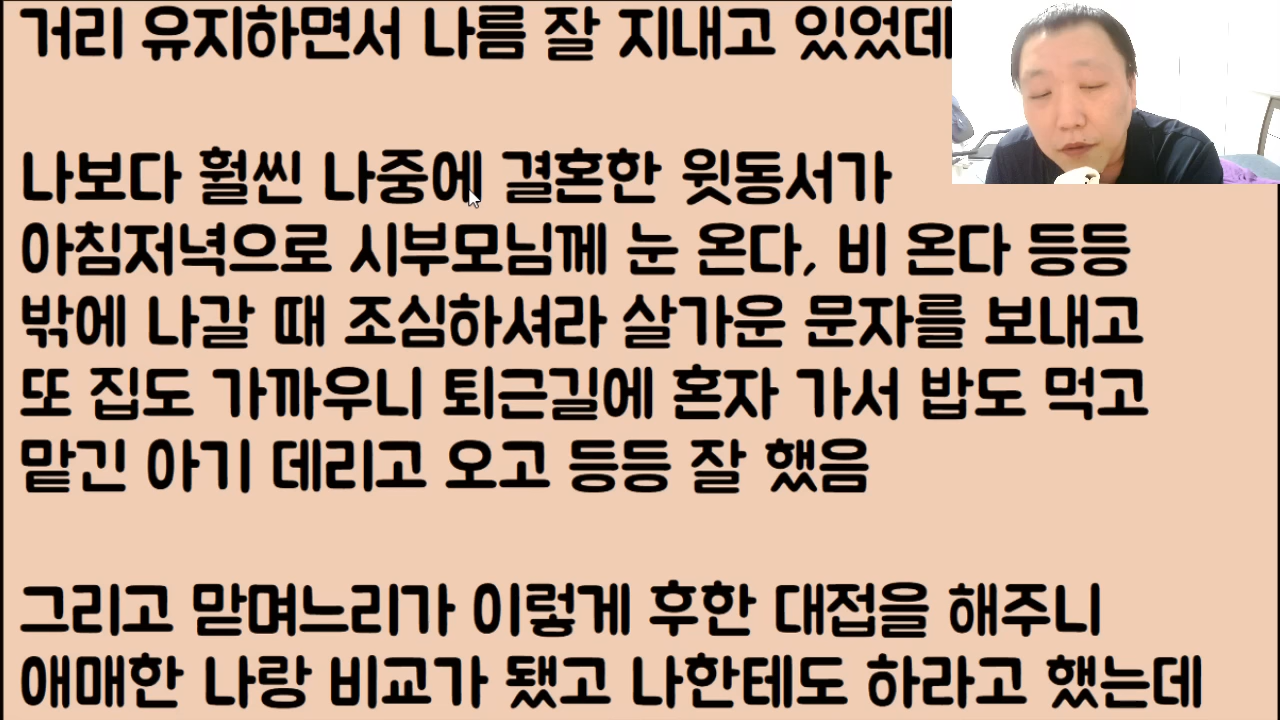 거리 유지하면서 나름 잘 지내고 있었데
나보다 훨씬 나중에 결혼한 윗동서가
아침저녁으로 시부모님께 눈 온다, 비 온다 등등
밖에 나갈 때 조심하셔라 살가운 문자를 보내고
또 집도 가까우니 퇴근길에 혼자 가서 밥도 먹고
맡긴 아기 데리고 오고 등등 잘 했음
그리고 맏며느리가 이렇게 후한 대접을 해주니
애매한 나랑 비교가 됐고 나한테도 하라고 했는데